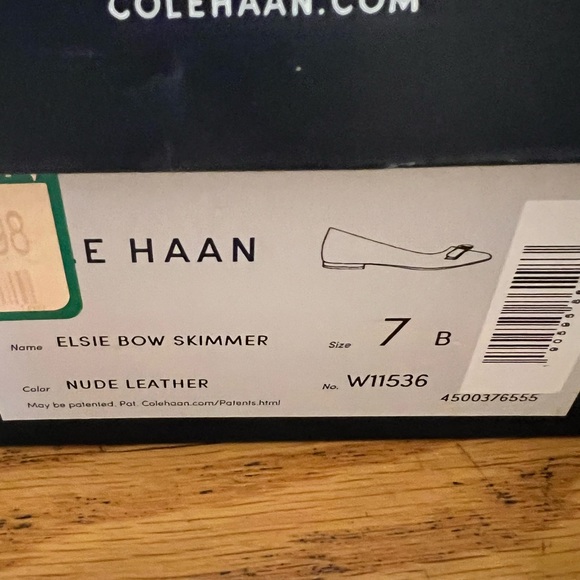 COLEHAAN.COM
98
E HAAN
Name ELSIE BOW SKIMMER
Size 7 B
Color NUDE LEATHER
No. W11536
May be patented. Pat. Colehaan.com/Patents.html
4500376555